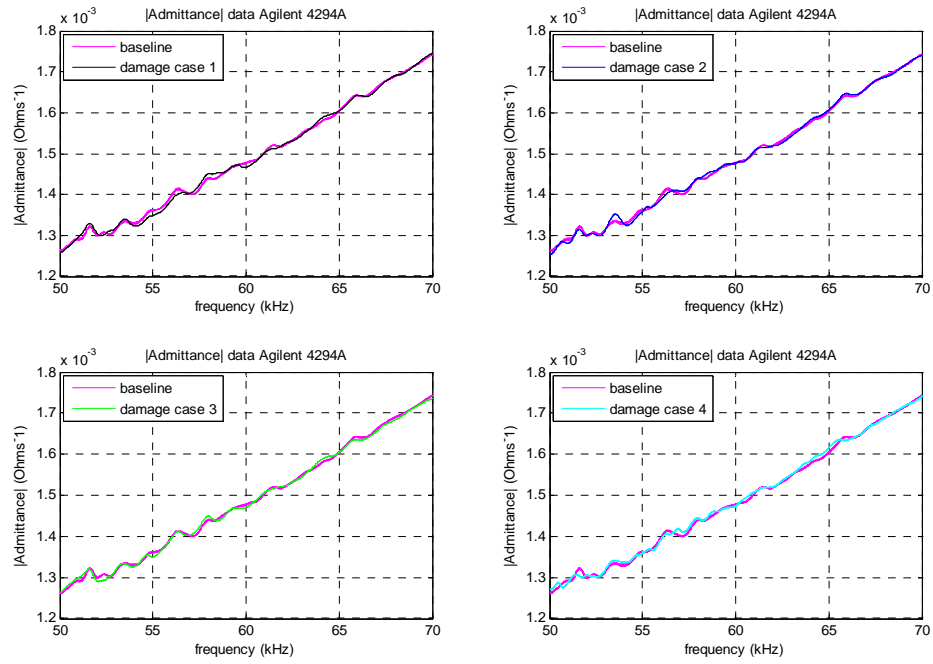 |Admittance| data Agilent 4294A
x 10^-3
1.8
1.7
1.6
1.5
1.4
1.3
1.2
|Admittance| (Ohms^-1)
baseline
damage case 1
50 55 60 65 70
frequency (kHz)
|Admittance| data Agilent 4294A
x 10^-3
1.8
1.7
1.6
1.5
1.4
1.3
1.2
|Admittance| (Ohms^-1)
baseline
damage case 2
50 55 60 65 70
frequency (kHz)
|Admittance| data Agilent 4294A
x 10^-3
1.8
1.7
1.6
1.5
1.4
1.3
1.2
|Admittance| (Ohms^-1)
baseline
damage case 3
50 55 60 65 70
frequency (kHz)
|Admittance| data Agilent 4294A
x 10^-3
1.8
1.7
1.6
1.5
1.4
1.3
1.2
|Admittance| (Ohms^-1)
baseline
damage case 4
50 55 60 65 70
frequency (kHz)